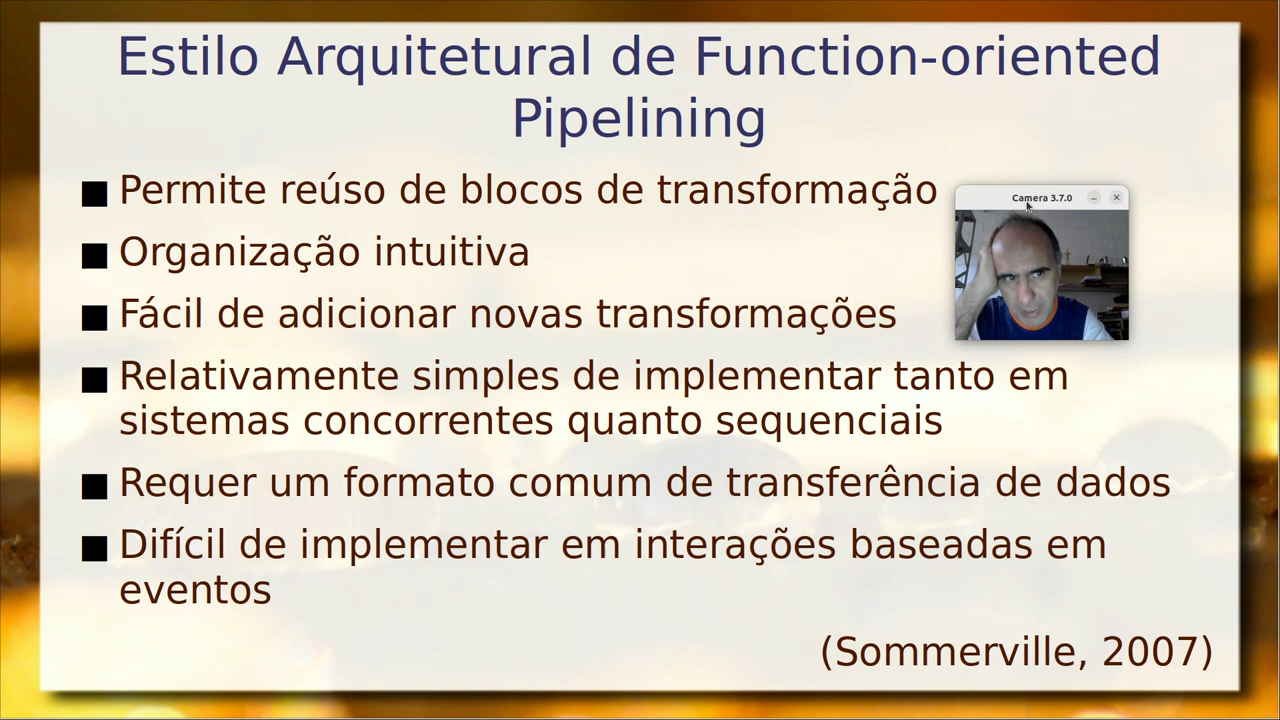 Estilo Arquitetural de Function-oriented
Pipelining
■ Permite reúso de blocos de transformação
Camera 3.7.0
■ Organização intuitiva
■ Fácil de adicionar novas transformações
■ Relativamente simples de implementar tanto em
sistemas concorrentes quanto sequenciais
■ Requer um formato comum de transferência de dados
■ Difícil de implementar em interações baseadas em
eventos
(Sommerville, 2007)